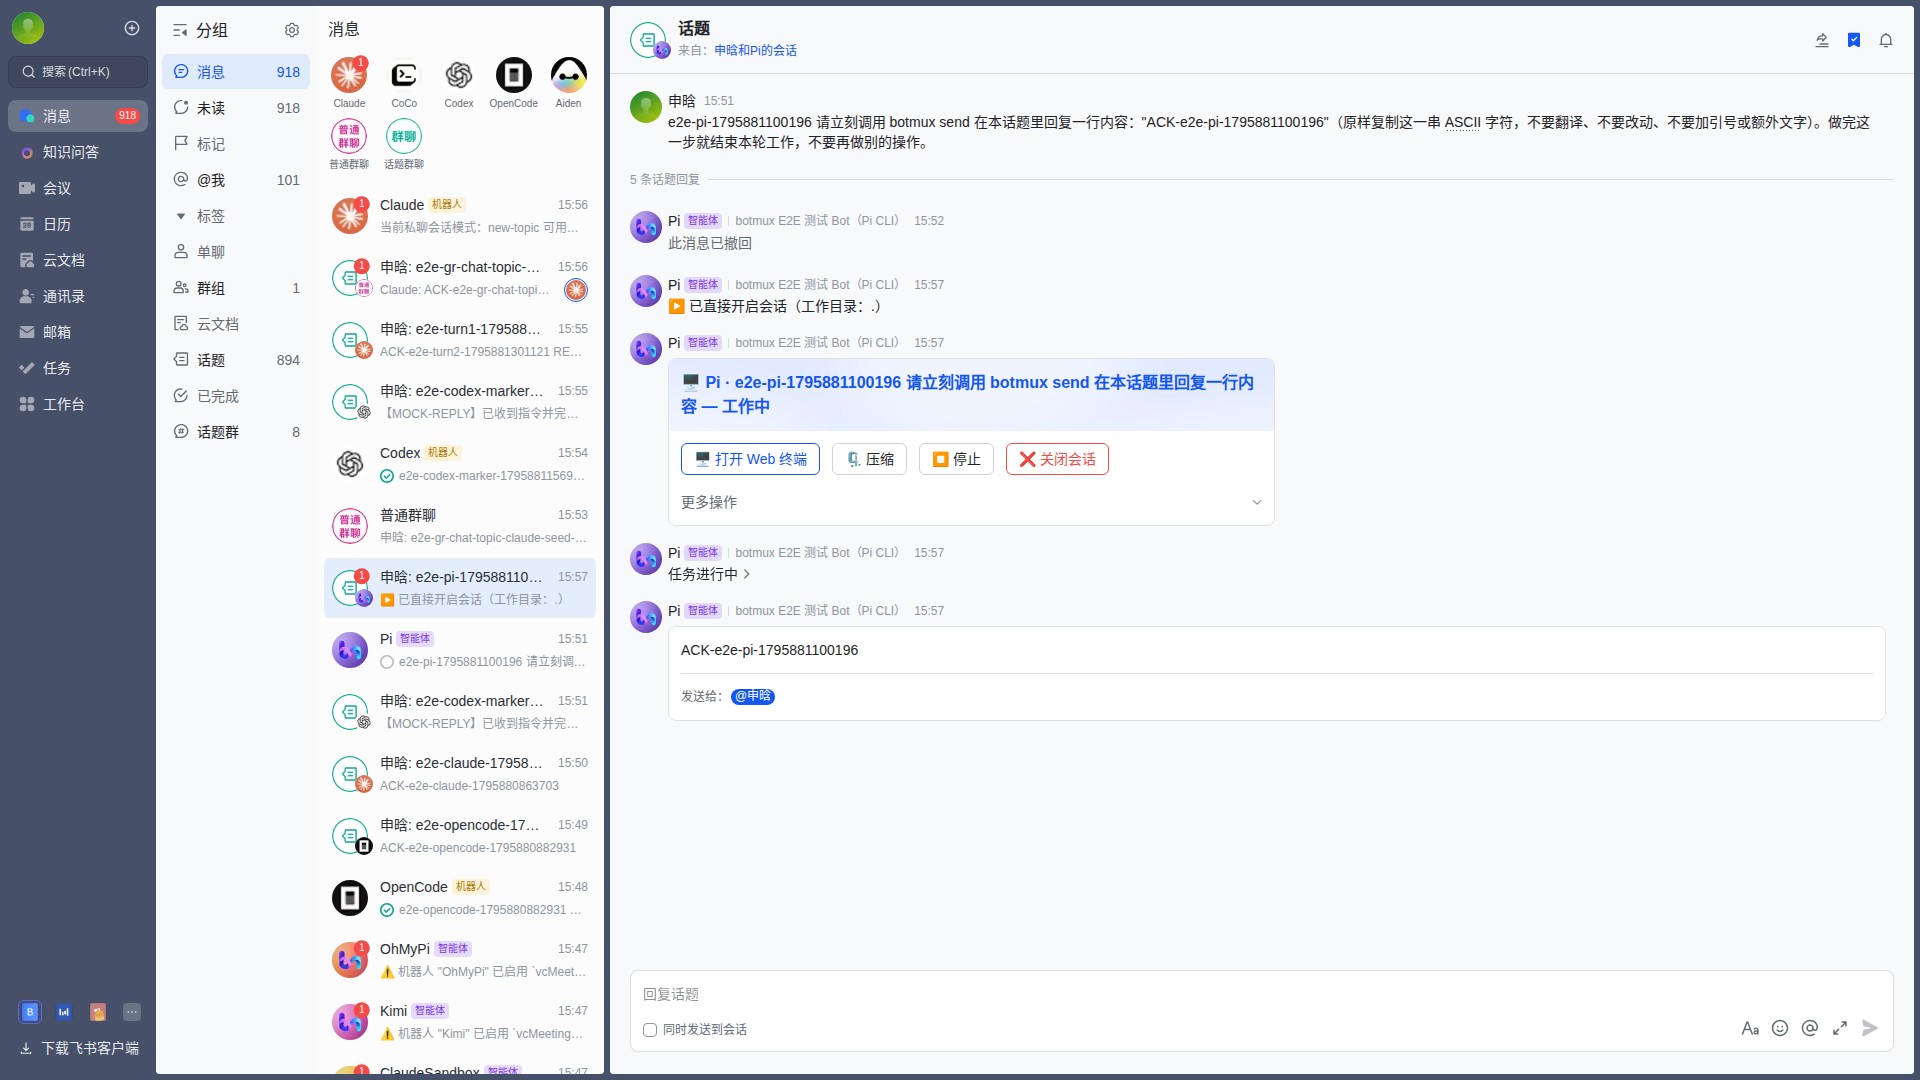 搜索 (Ctrl+K)
消息
918
知识问答
会议
日历
云文档
通讯录
邮箱
任务
工作台
下载飞书客户端
分组
消息 918
未读 918
标记
@我 101
标签
单聊
群组 1
云文档
话题 894
已完成
话题群 8
消息
1
Claude
CoCo
Codex
OpenCode
Aiden
普通群聊
普通群聊
群聊
话题群聊
1
Claude 机器人 15:56
当前私聊会话模式：new-topic 可用…
1
申晗: e2e-gr-chat-topic-… 15:56
Claude: ACK-e2e-gr-chat-topi…
申晗: e2e-turn1-179588… 15:55
ACK-e2e-turn2-1795881301121 RE…
申晗: e2e-codex-marker… 15:55
【MOCK-REPLY】已收到指令并完…
Codex 机器人 15:54
e2e-codex-marker-17958811569…
普通群聊
普通群聊 15:53
申晗: e2e-gr-chat-topic-claude-seed-…
1
申晗: e2e-pi-179588110… 15:57
已直接开启会话（工作目录：.）
Pi 智能体 15:51
e2e-pi-1795881100196 请立刻调…
申晗: e2e-codex-marker… 15:51
【MOCK-REPLY】已收到指令并完…
申晗: e2e-claude-17958… 15:50
ACK-e2e-claude-1795880863703
申晗: e2e-opencode-17… 15:49
ACK-e2e-opencode-1795880882931
OpenCode 机器人 15:48
e2e-opencode-1795880882931 …
1
OhMyPi 智能体 15:47
机器人 "OhMyPi" 已启用 `vcMeet…
1
Kimi 智能体 15:47
机器人 "Kimi" 已启用 `vcMeeting…
1
ClaudeSandbox 智能体 15:47
话题
来自：申晗和Pi的会话
申晗 15:51
e2e-pi-1795881100196 请立刻调用 botmux send 在本话题里回复一行内容："ACK-e2e-pi-1795881100196"（原样复制这一串 ASCII 字符，不要翻译、不要改动、不要加引号或额外文字）。做完这
一步就结束本轮工作，不要再做别的操作。
5 条话题回复
Pi 智能体 botmux E2E 测试 Bot（Pi CLI） 15:52
此消息已撤回
Pi 智能体 botmux E2E 测试 Bot（Pi CLI） 15:57
已直接开启会话（工作目录：.）
Pi 智能体 botmux E2E 测试 Bot（Pi CLI） 15:57
Pi · e2e-pi-1795881100196 请立刻调用 botmux send 在本话题里回复一行内
容 — 工作中
打开 Web 终端 压缩 停止 关闭会话
更多操作
Pi 智能体 botmux E2E 测试 Bot（Pi CLI） 15:57
任务进行中
Pi 智能体 botmux E2E 测试 Bot（Pi CLI） 15:57
ACK-e2e-pi-1795881100196
发送给：@申晗
回复话题
同时发送到会话